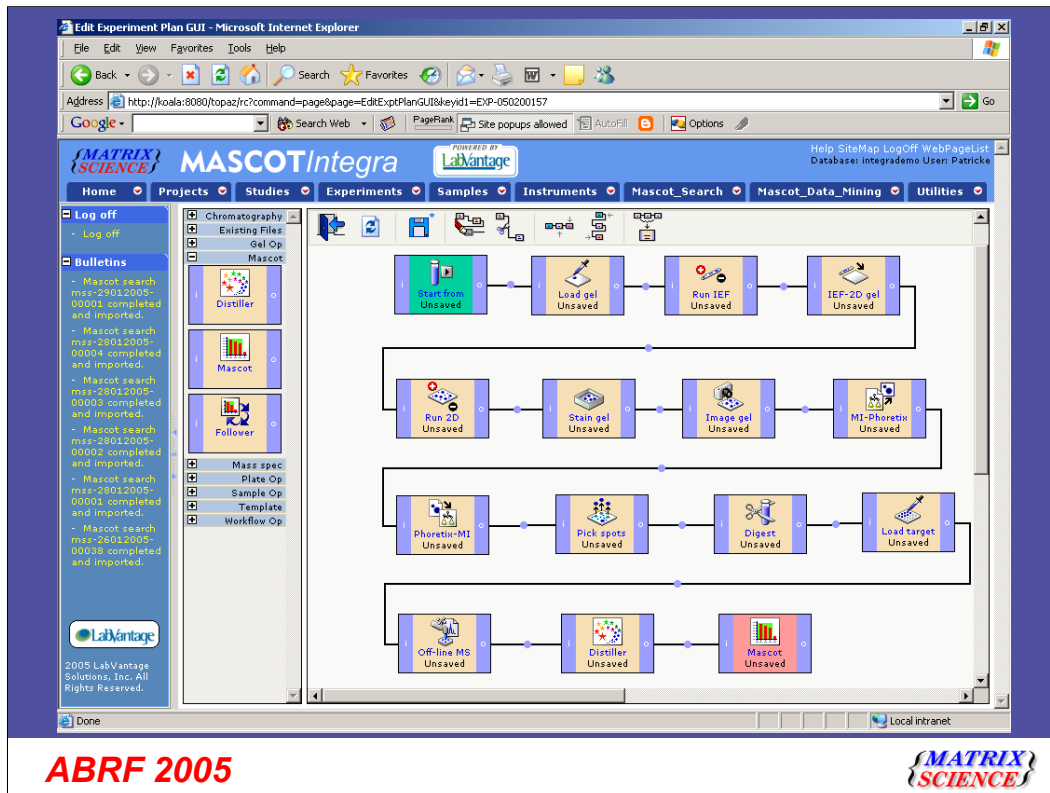 Edit Experiment Plan GUI - Microsoft Internet Explorer
File Edit View Favorites Tools Help
Back Search Favorites
Address http://koala:8080/topaz/rc?command=page&page=EditExptPlanGUI&keyid1=EXP-050200157 Go
Google Search Web PageRank Site popups allowed AutoFill Options
{MATRIX SCIENCE}
MASCOT Integra
POWERED BY
LabVantage
Help SiteMap LogOff WebPageList
Database: integrademo User: Patricke
Home Projects Studies Experiments Samples Instruments Mascot_Search Mascot_Data_Mining Utilities
Log off
- Log off
Bulletins
- Mascot search
mss-29012005-
00001 completed
and imported.
- Mascot search
mss-28012005-
00004 completed
and imported.
- Mascot search
mss-28012005-
00003 completed
and imported.
- Mascot search
mss-28012005-
00002 completed
and imported.
- Mascot search
mss-28012005-
00001 completed
and imported.
- Mascot search
mss-26012005-
00038 completed
and imported.
LabVantage
2005 LabVantage
Solutions, Inc. All
Rights Reserved.
Chromatography
Existing Files
Gel Op
Mascot
i Distiller o
i Mascot o
i Follower o
Mass spec
Plate Op
Sample Op
Template
Workflow Op
Start from
Unsaved
Load gel
Unsaved
Run IEF
Unsaved
IEF-2D gel
Unsaved
Run 2D
Unsaved
Stain gel
Unsaved
Image gel
Unsaved
MI-Phoretix
Unsaved
Phoretix-MI
Unsaved
Pick spots
Unsaved
Digest
Unsaved
Load target
Unsaved
Off-line MS
Unsaved
Distiller
Unsaved
Mascot
Unsaved
Done
Local intranet
ABRF 2005
{MATRIX
SCIENCE}